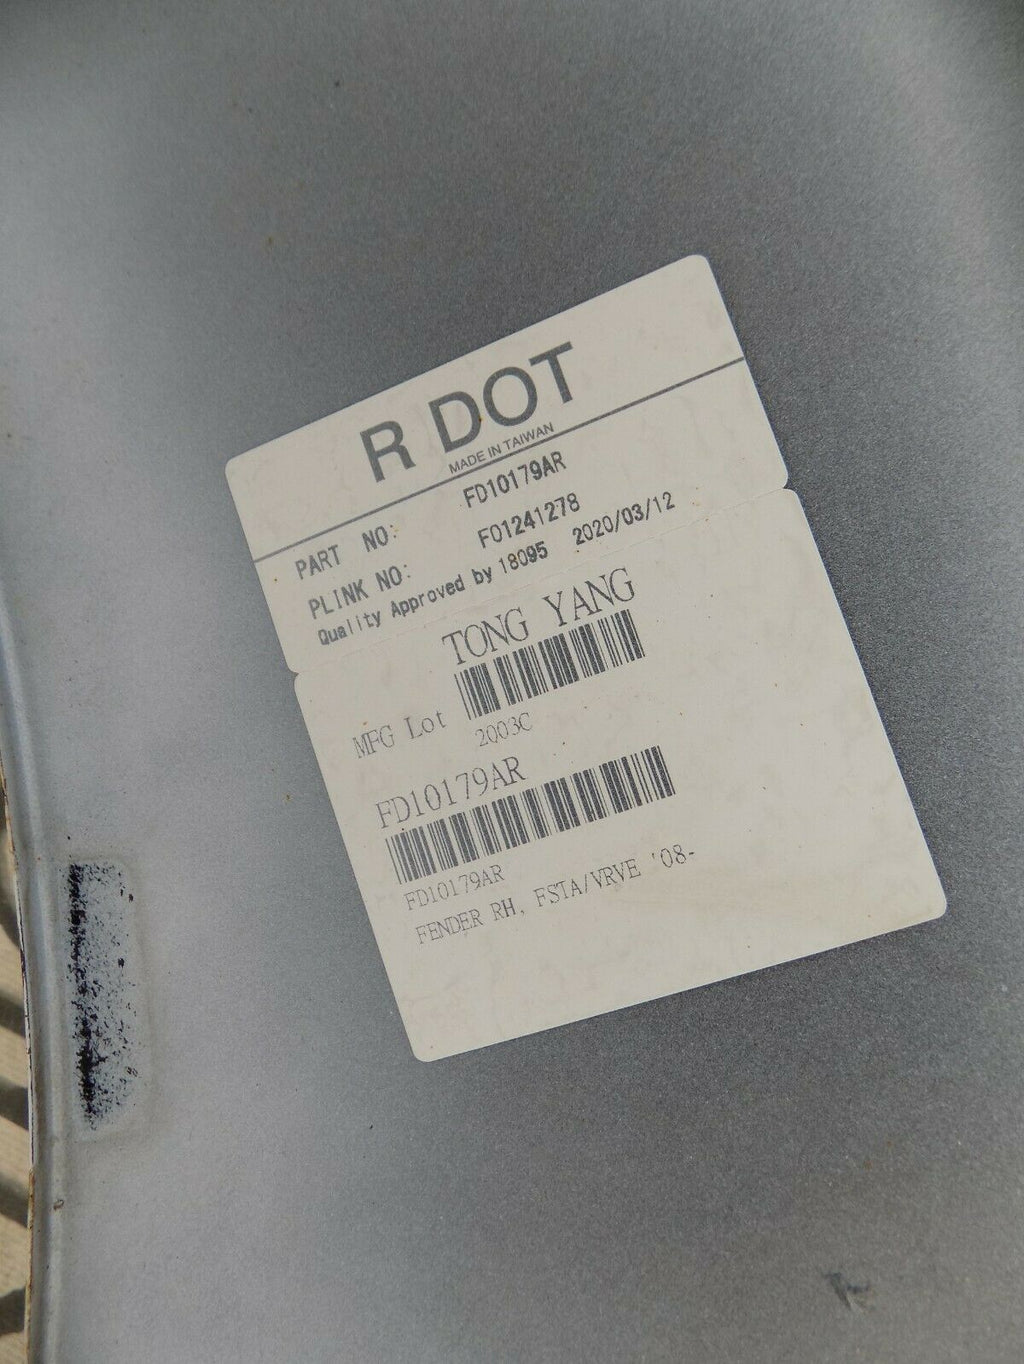 R DOT
MADE IN TAIWAN
PART NO: FD10179AR
PLINK NO: F01241278
Quality Approved by 18095 2020/03/12
TONG YANG
MFG Lot
2003C
FD10179AR
FD10179AR
FENDER RH, FSTA/VRVE '08-